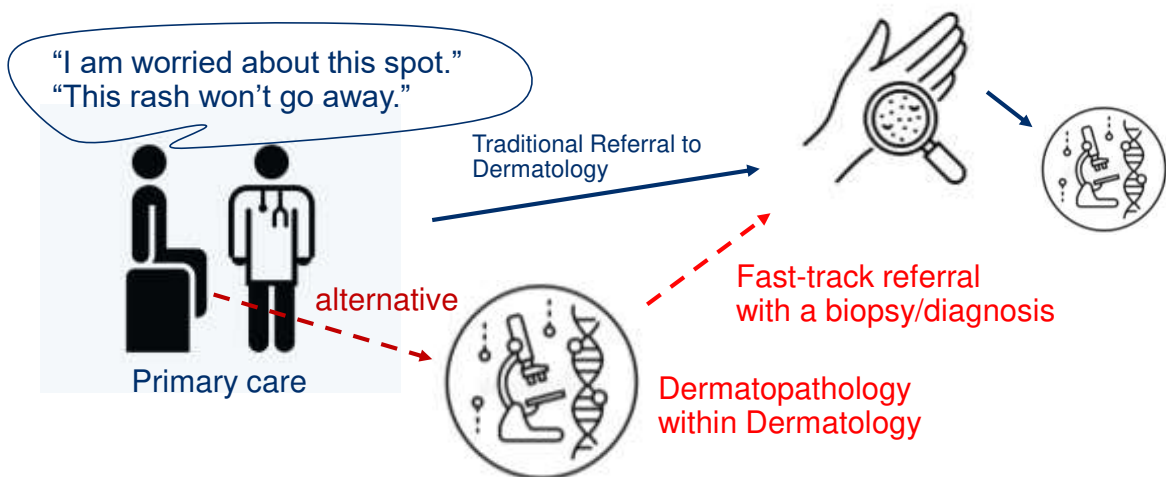 “I am worried about this spot.”
“This rash won’t go away.”
Traditional Referral to
Dermatology
alternative
Fast-track referral
with a biopsy/diagnosis
Primary care
Dermatopathology
within Dermatology